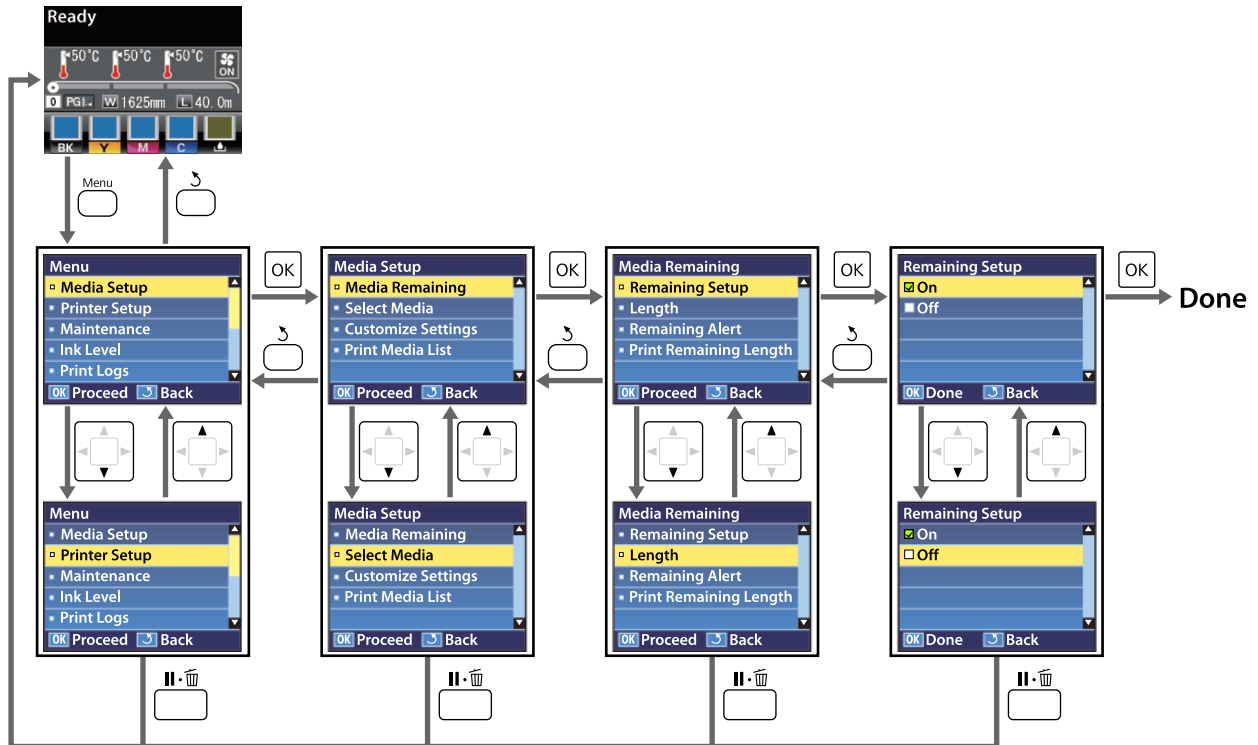 Ready
50°C 50°C 50°C
ON
0 PG W 1625mm L 40.0m
BK Y M C
Menu
Menu
Media Setup
Printer Setup
Maintenance
Ink Level
Print Logs
OK Proceed Back
OK
Media Setup
Media Remaining
Select Media
Customize Settings
Print Media List
OK Proceed Back
OK
Media Remaining
Remaining Setup
Length
Remaining Alert
Print Remaining Length
OK Proceed Back
OK
Remaining Setup
On
Off
OK Done Back
OK
Done
Menu
Media Setup
Printer Setup
Maintenance
Ink Level
Print Logs
OK Proceed Back
Media Setup
Media Remaining
Select Media
Customize Settings
Print Media List
OK Proceed Back
Media Remaining
Remaining Setup
Length
Remaining Alert
Print Remaining Length
OK Proceed Back
Remaining Setup
On
Off
OK Done Back